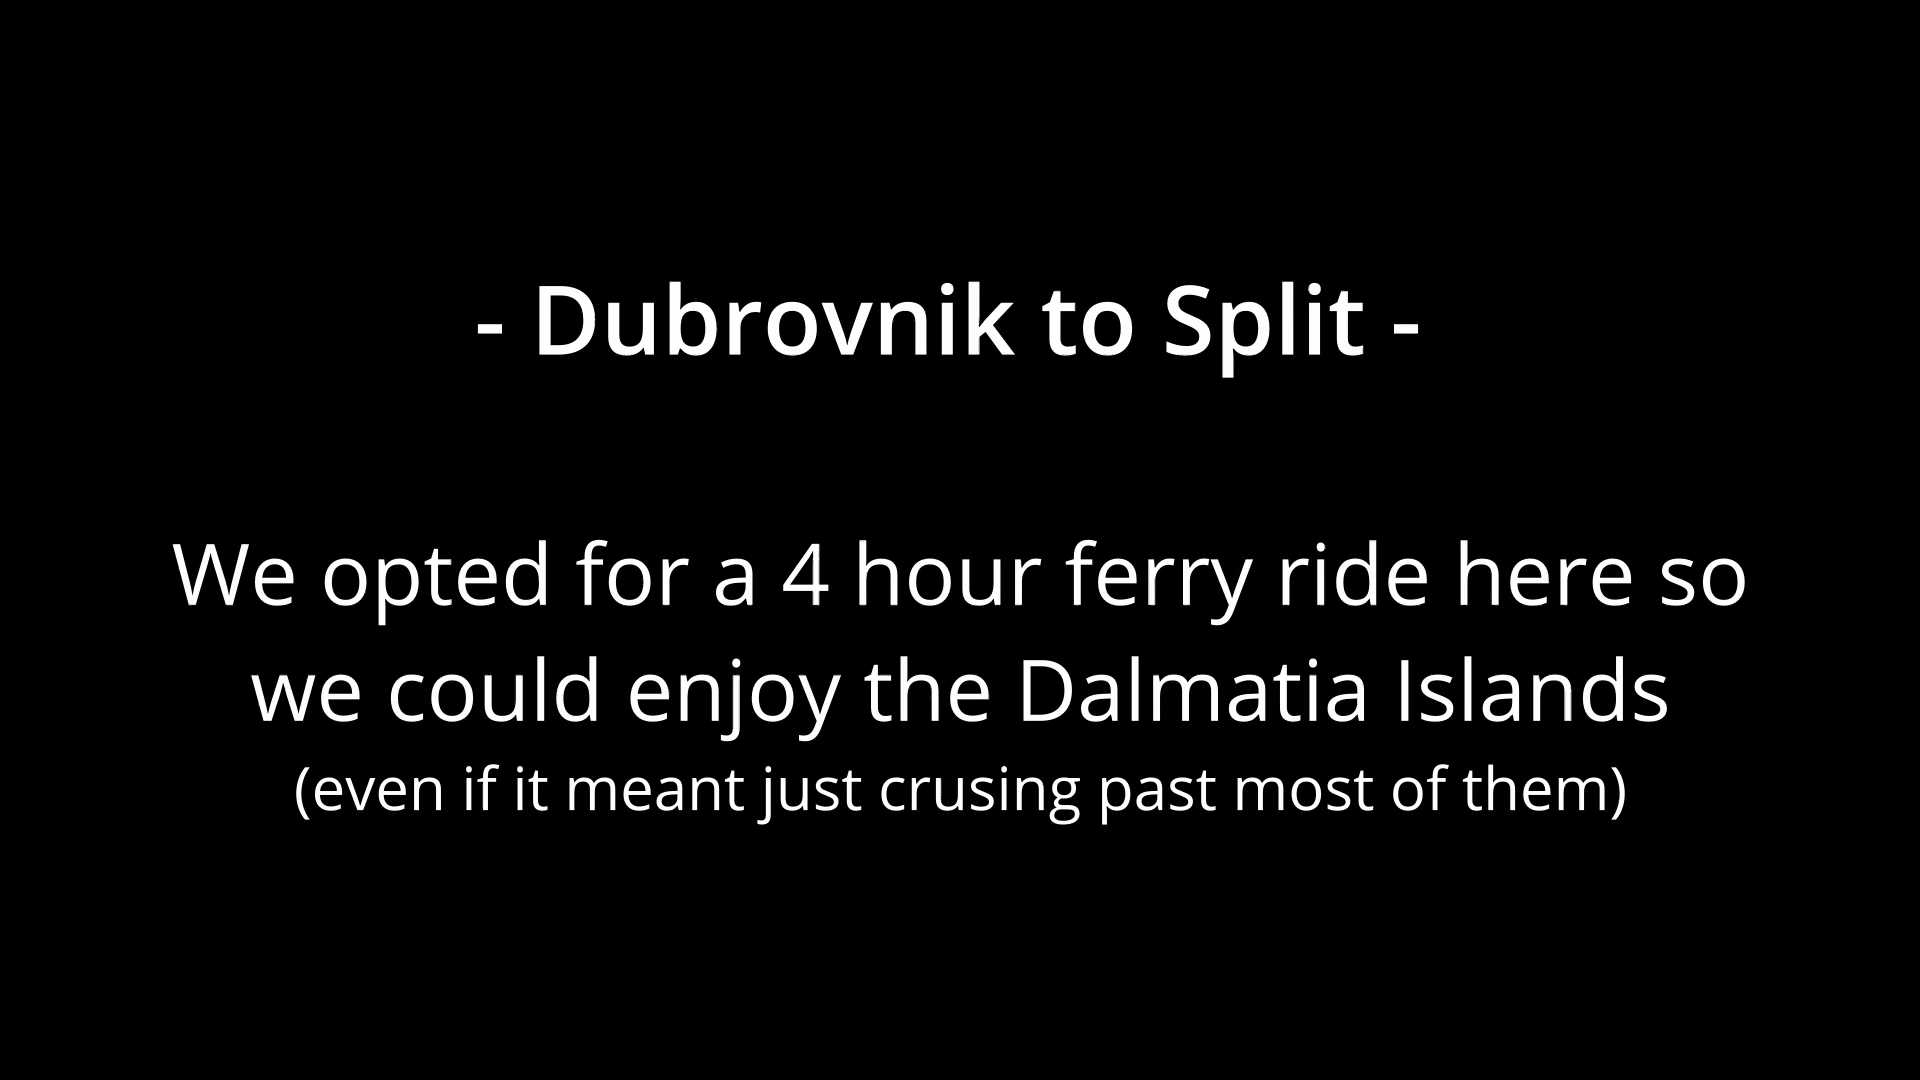 - Dubrovnik to Split -
We opted for a 4 hour ferry ride here so
we could enjoy the Dalmatia Islands
(even if it meant just crusing past most of them)